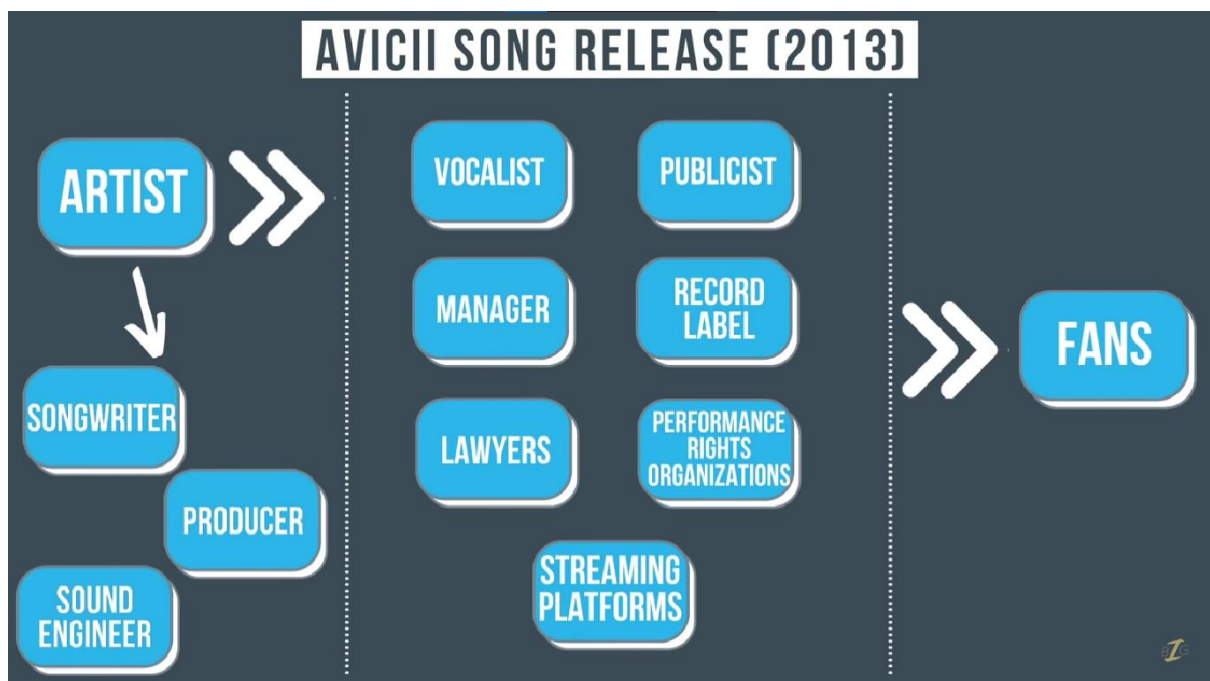 AVICII SONG RELEASE (2013)
ARTIST
SONGWRITER
PRODUCER
SOUND
ENGINEER
VOCALIST
PUBLICIST
MANAGER
RECORD
LABEL
LAWYERS
PERFORMANCE
RIGHTS
ORGANIZATIONS
STREAMING
PLATFORMS
FANS
BIG